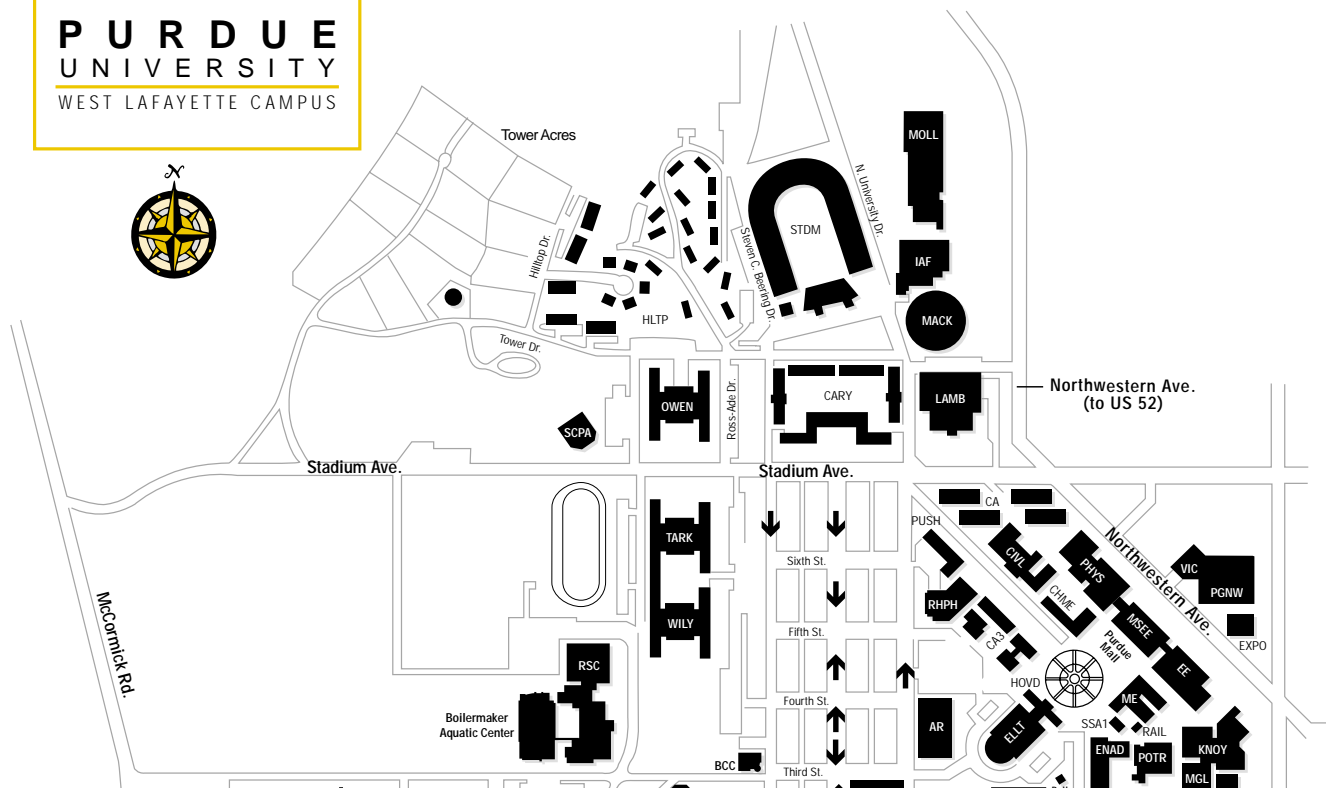 PURDUE
UNIVERSITY
WEST LAFAYETTE CAMPUS
N
Tower Acres
MOLL
N. University Dr.
STDM
Hilltop Dr.
Steven C. Beering Dr.
IAF
HLTP
MACK
Tower Dr.
Northwestern Ave.
(to US 52)
Ross-Ade Dr.
CARY
LAMB
OWEN
SCPA
Stadium Ave.
Stadium Ave.
CA
PUSH
Northwestern Ave.
TARK
CIVL
PHYS
Sixth St.
VIC
PGNW
CHME
RHPH
McCormick Rd.
WILY
Fifth St.
CA3
MSEE
Purdue
Mall
EXPO
RSC
EE
HOVD
Fourth St.
ME
Boilermaker
Aquatic Center
AR
ELLT
SSA1
RAIL
ENAD
POTR
KNOY
BCC
Third St.
MGL